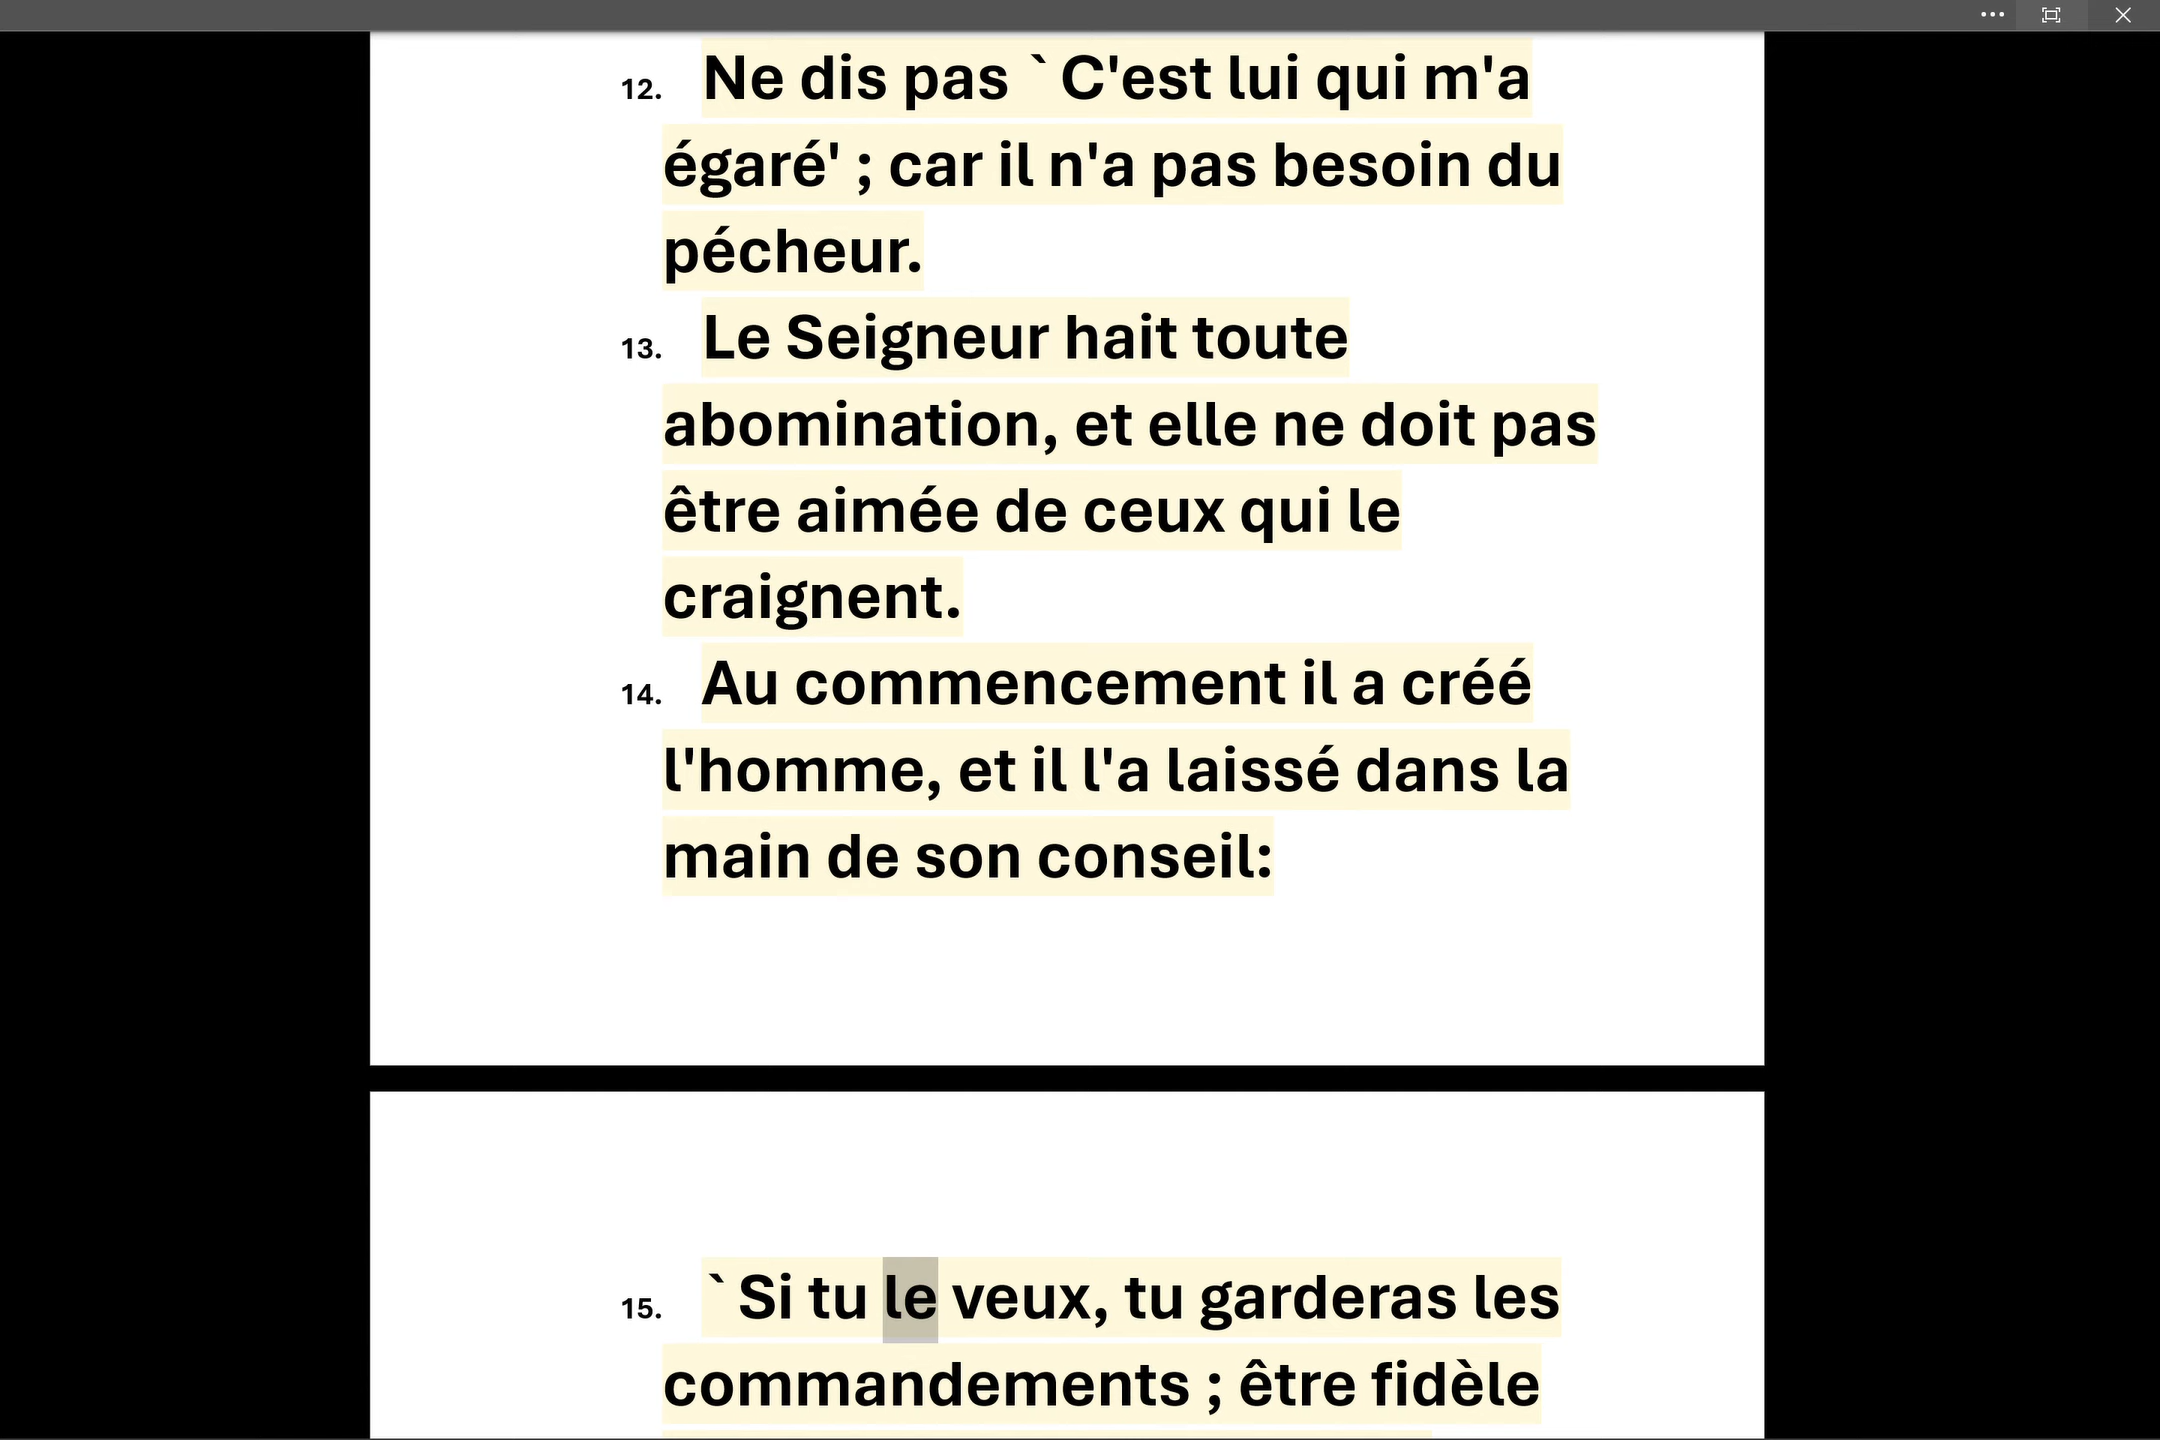 12. Ne dis pas `C'est lui qui m'a
égaré' ; car il n'a pas besoin du
pécheur.
13. Le Seigneur hait toute
abomination, et elle ne doit pas
être aimée de ceux qui le
craignent.
14. Au commencement il a créé
l'homme, et il l'a laissé dans la
main de son conseil:
15. `Si tu le veux, tu garderas les
commandements ; être fidèle